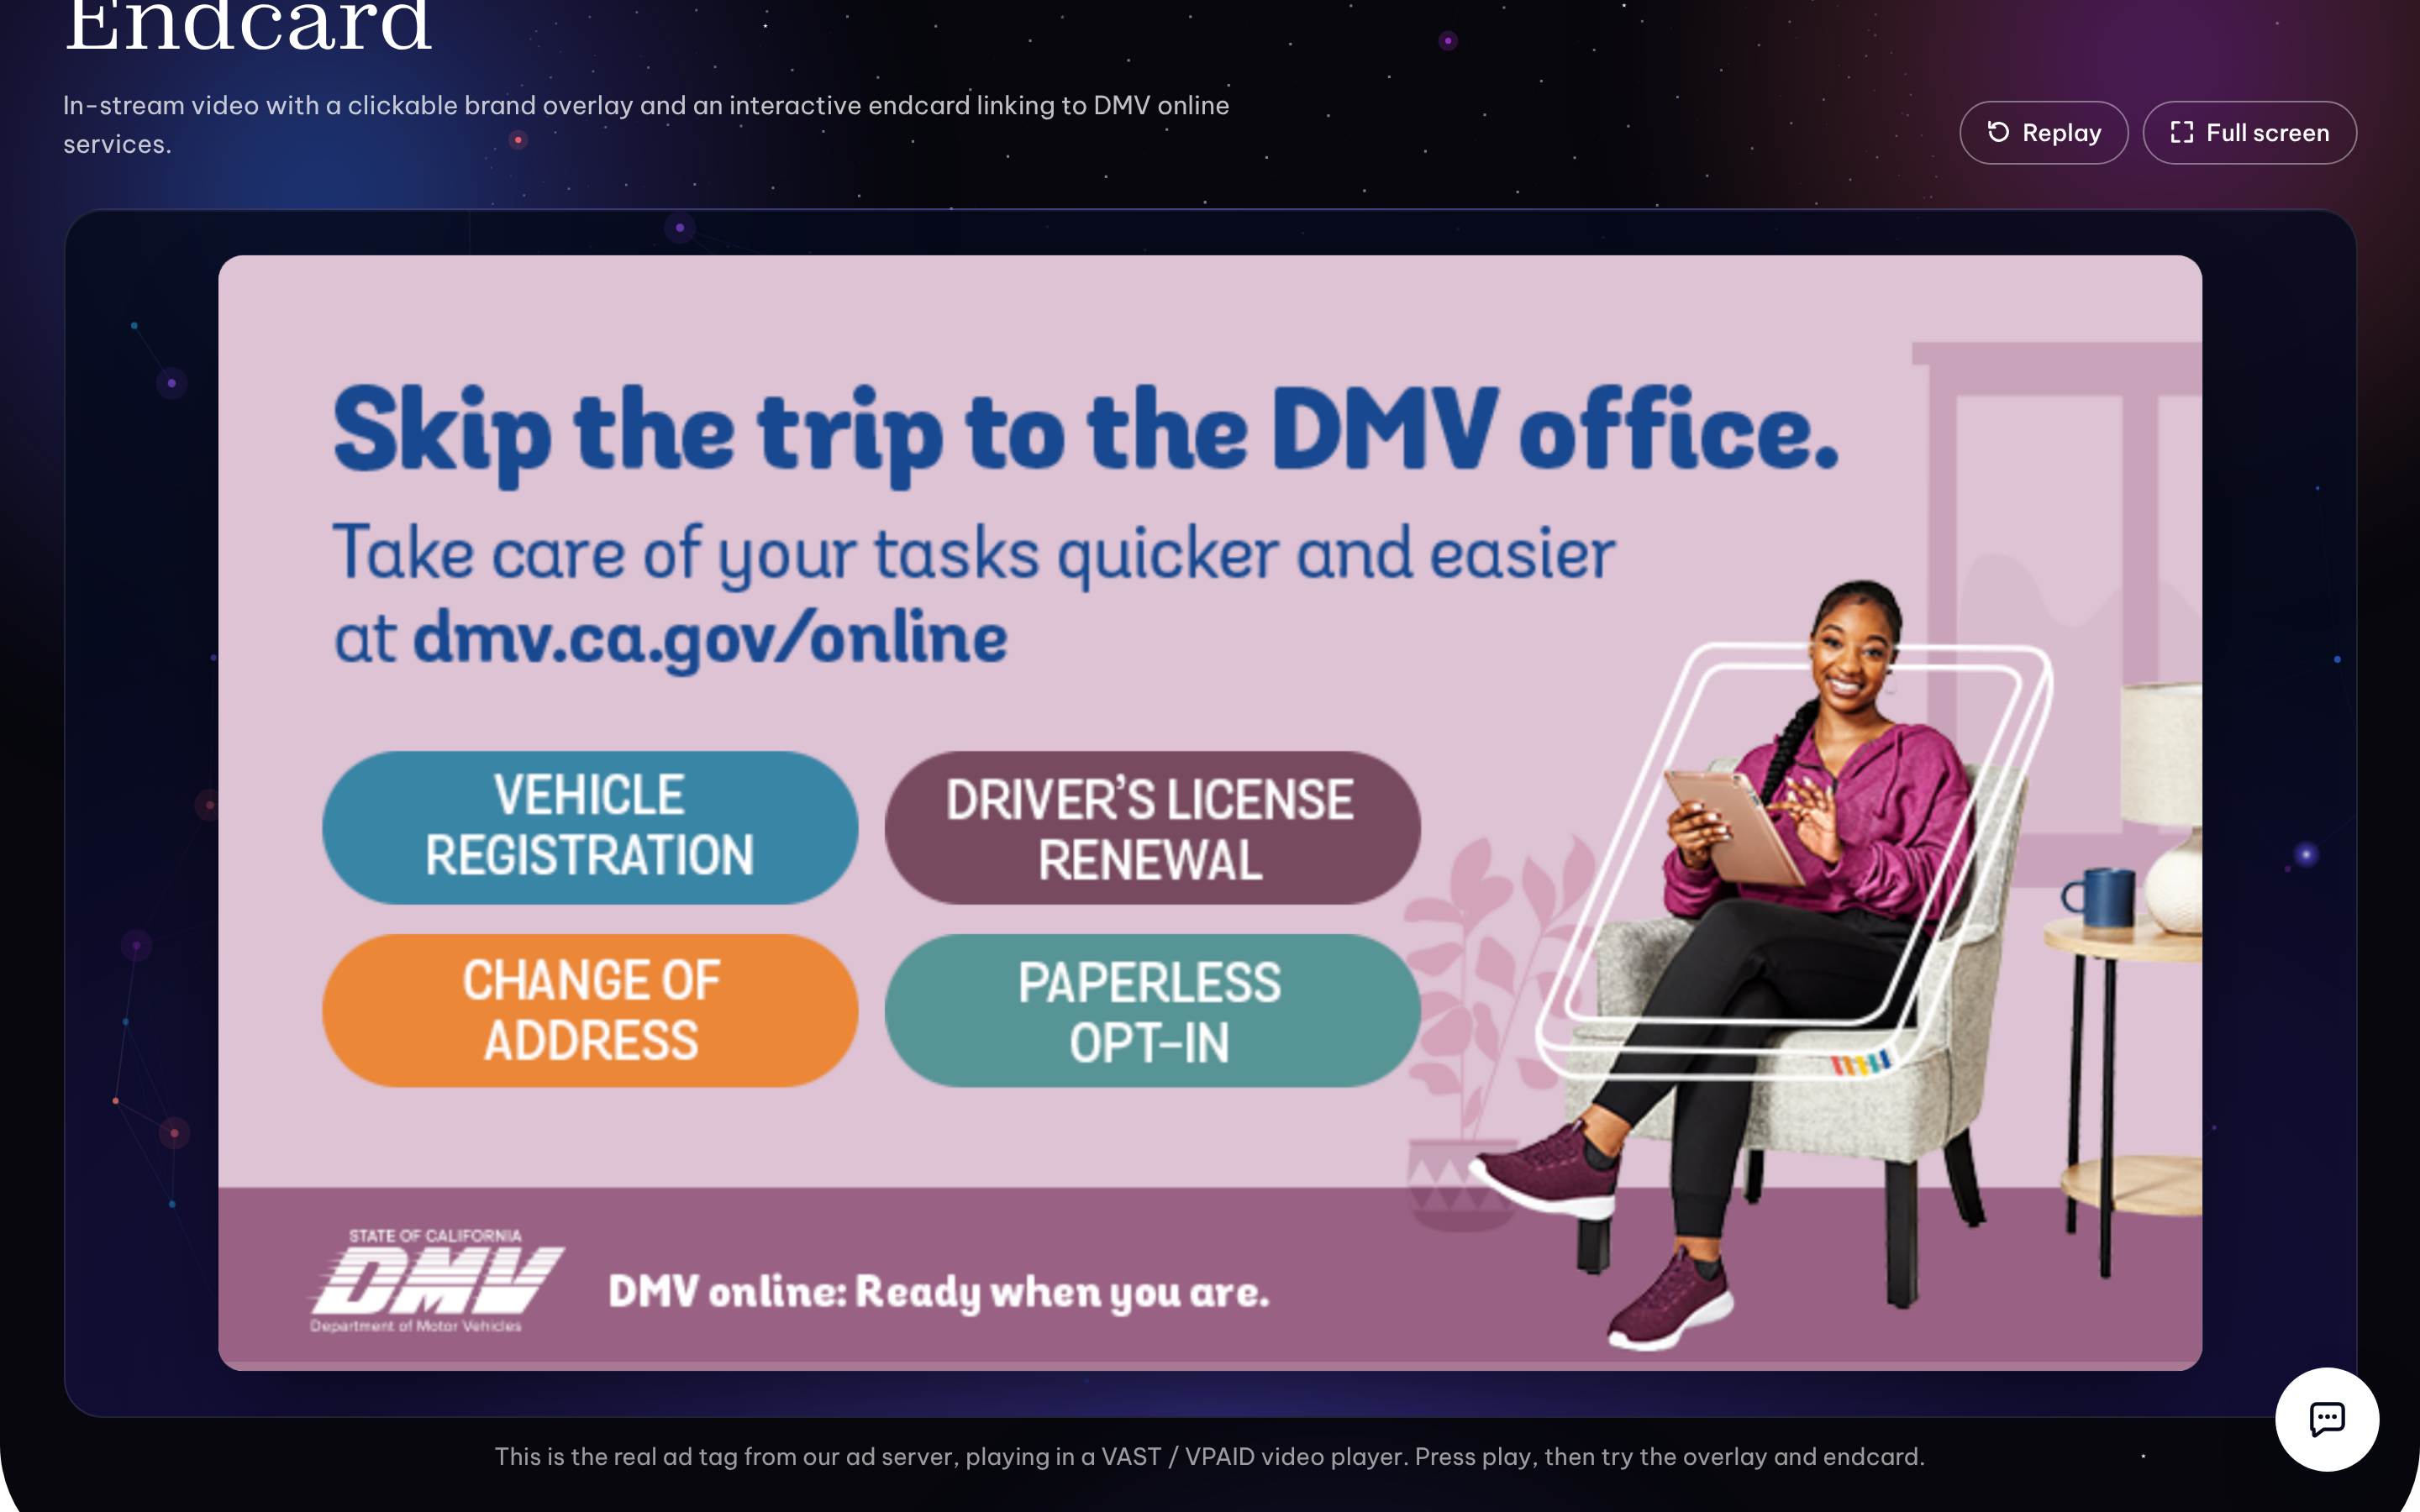 Endcard
In-stream video with a clickable brand overlay and an interactive endcard linking to DMV online
services.
Replay
Full screen
Skip the trip to the DMV office.
Take care of your tasks quicker and easier
at dmv.ca.gov/online
VEHICLE
REGISTRATION
DRIVER’S LICENSE
RENEWAL
CHANGE OF
ADDRESS
PAPERLESS
OPT-IN
STATE OF CALIFORNIA
DMV
Department of Motor Vehicles
DMV online: Ready when you are.
This is the real ad tag from our ad server, playing in a VAST / VPAID video player. Press play, then try the overlay and endcard.